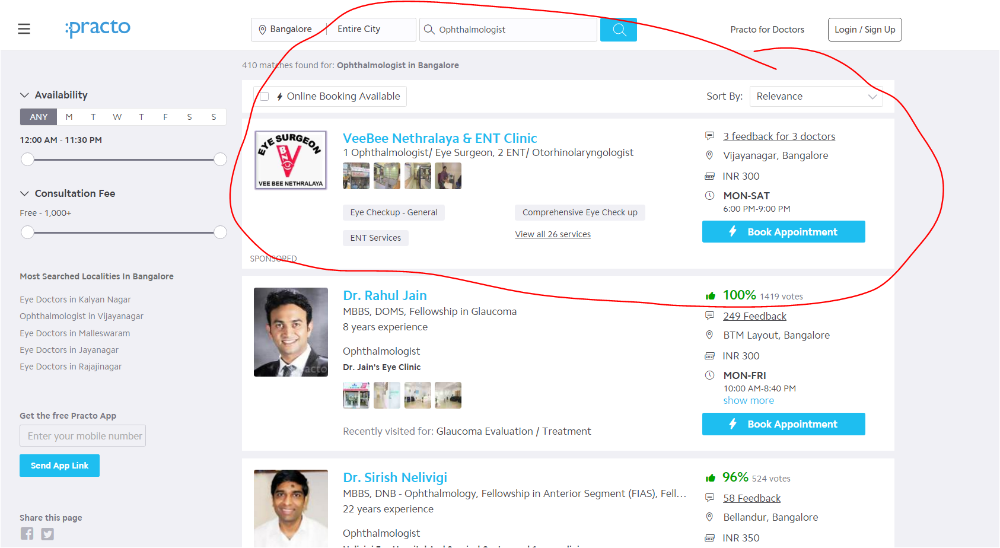 practo
Bangalore
Entire City
Ophthalmologist
Practo for Doctors
Login / Sign Up
410 matches found for: Ophthalmologist in Bangalore
Availability
ANY M T W T F S S
12:00 AM - 11:30 PM
Consultation Fee
Free - 1,000+
Most Searched Localities In Bangalore
Eye Doctors in Kalyan Nagar
Ophthalmologist in Vijayanagar
Eye Doctors in Malleswaram
Eye Doctors in Jayanagar
Eye Doctors in Rajajinagar
Get the free Practo App
Enter your mobile number
Send App Link
Share this page
Online Booking Available
Sort By: Relevance
EYE SURGEON
VEE BEE NETHRALAYA
VeeBee Nethralaya & ENT Clinic
1 Ophthalmologist/ Eye Surgeon, 2 ENT/ Otorhinolaryngologist
Eye Checkup - General
Comprehensive Eye Check up
ENT Services
View all 26 services
SPONSORED
3 feedback for 3 doctors
Vijayanagar, Bangalore
INR 300
MON-SAT
6:00 PM-9:00 PM
Book Appointment
Dr. Rahul Jain
MBBS, DOMS, Fellowship in Glaucoma
8 years experience
Ophthalmologist
Dr. Jain's Eye Clinic
Recently visited for: Glaucoma Evaluation / Treatment
100% 1419 votes
249 Feedback
BTM Layout, Bangalore
INR 300
MON-FRI
10:00 AM-8:40 PM
show more
Book Appointment
Dr. Sirish Nelivigi
MBBS, DNB - Ophthalmology, Fellowship in Anterior Segment (FIAS), Fell...
22 years experience
Ophthalmologist
96% 524 votes
58 Feedback
Bellandur, Bangalore
INR 350